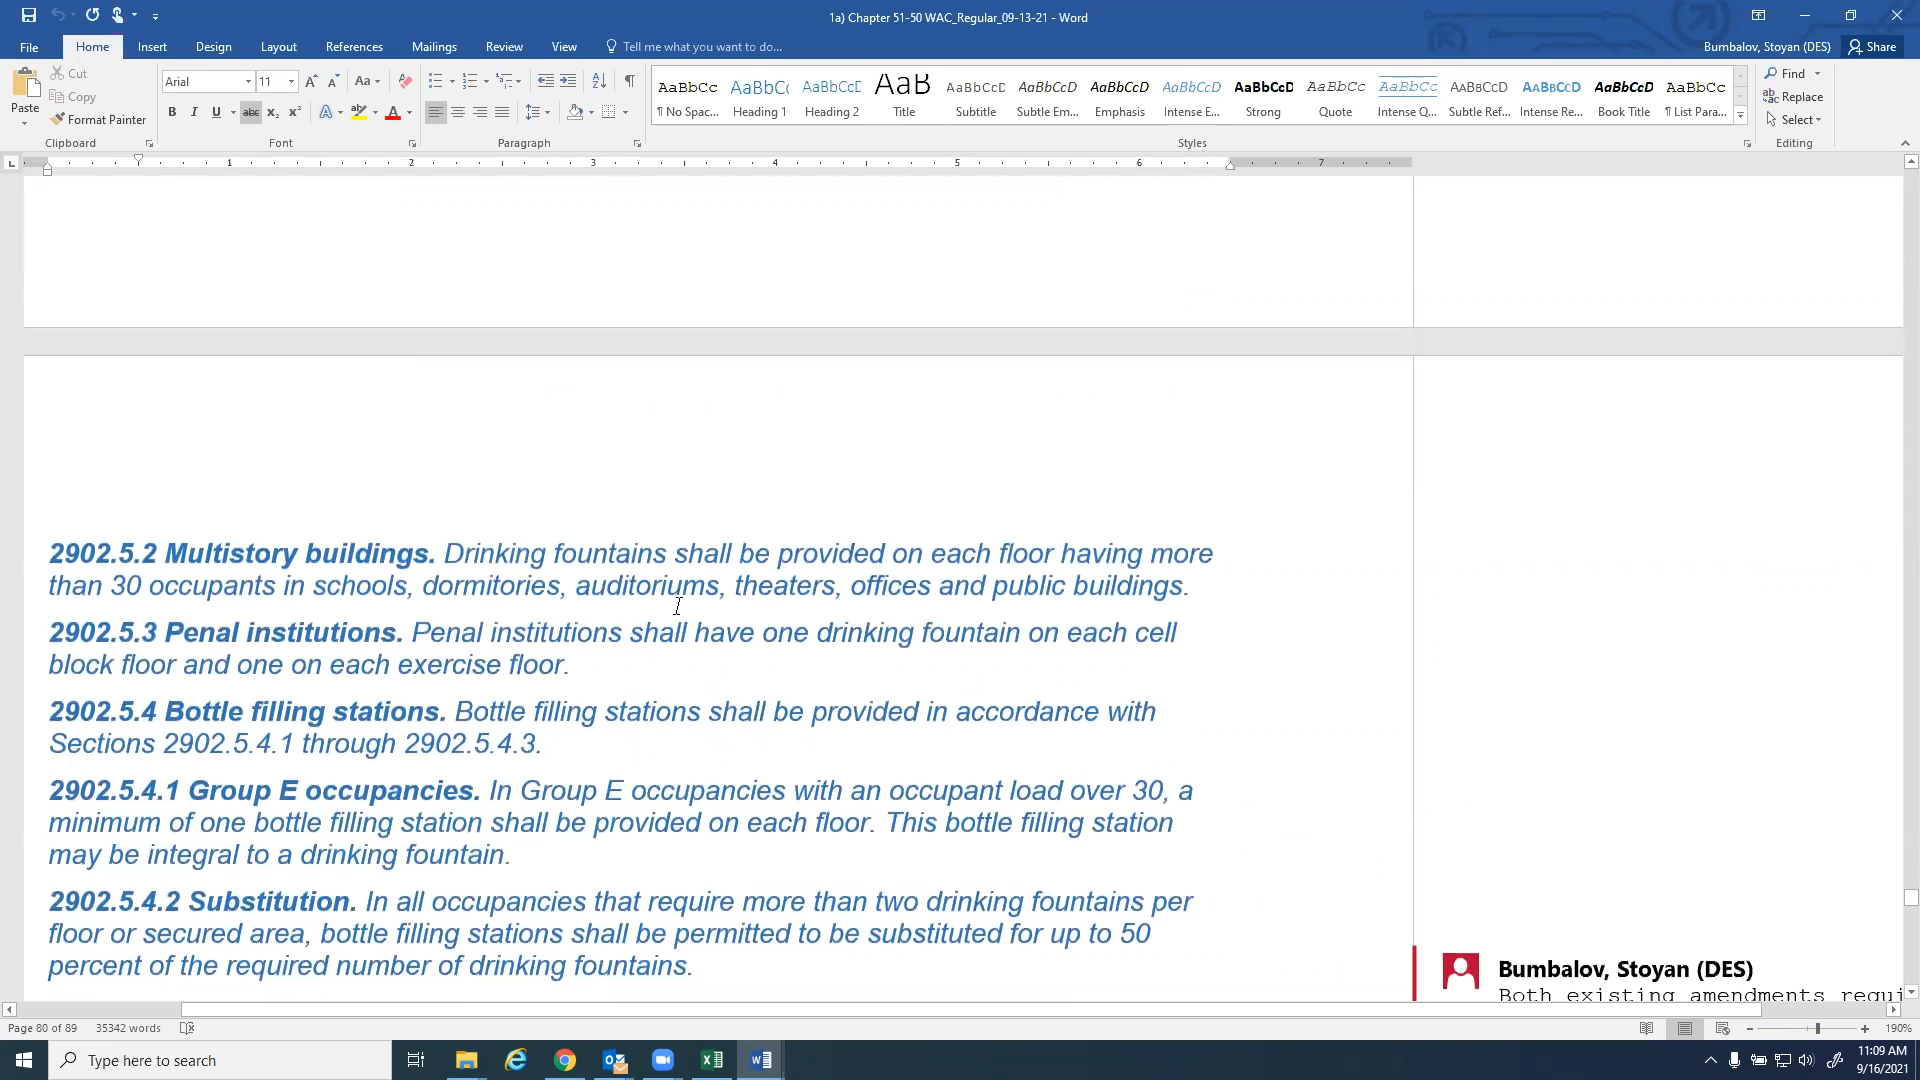 1a) Chapter 51-50 WAC_Regular_09-13-21 - Word
File Home Insert Design Layout References Mailings Review View Tell me what you want to do... Bumbalov, Stoyan (DES) Share
Paste
Cut
Copy
Format Painter
Clipboard
Arial 11
Font
Paragraph
AaBbCc AaBbC AaBbCcD AaB AaBbCcD AaBbCcD AaBbCcD AaBbCcD AaBbCcD AaBbCc AaBbCc AaBbCcD AaBbCcD AaBbCcD AaBbCc
¶ No Spac... Heading 1 Heading 2 Title Subtitle Subtle Em... Emphasis Intense E... Strong Quote Intense Q... Subtle Ref... Intense Re... Book Title ¶ List Para...
Styles
Find
Replace
Select
Editing
1 2 3 4 5 6 7
2902.5.2 Multistory buildings. Drinking fountains shall be provided on each floor having more
than 30 occupants in schools, dormitories, auditoriums, theaters, offices and public buildings.
2902.5.3 Penal institutions. Penal institutions shall have one drinking fountain on each cell
block floor and one on each exercise floor.
2902.5.4 Bottle filling stations. Bottle filling stations shall be provided in accordance with
Sections 2902.5.4.1 through 2902.5.4.3.
2902.5.4.1 Group E occupancies. In Group E occupancies with an occupant load over 30, a
minimum of one bottle filling station shall be provided on each floor. This bottle filling station
may be integral to a drinking fountain.
2902.5.4.2 Substitution. In all occupancies that require more than two drinking fountains per
floor or secured area, bottle filling stations shall be permitted to be substituted for up to 50
percent of the required number of drinking fountains.
Bumbalov, Stoyan (DES)
Both existing amendments requi
Page 80 of 89 35342 words 190%
Type here to search
11:09 AM
9/16/2021